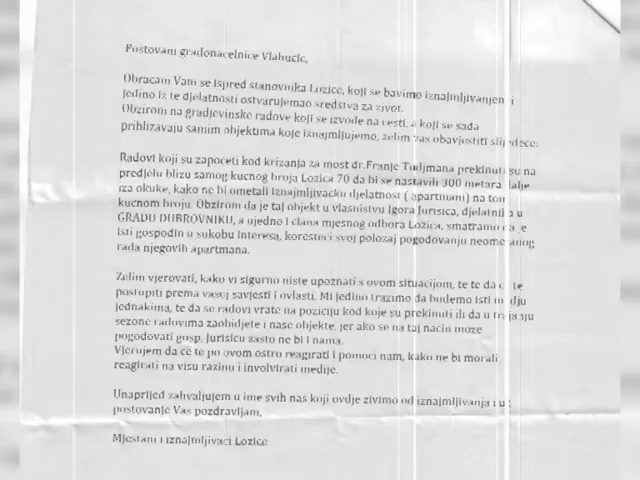 Postovani gradonacelnice Vlahucic,
Obracam Vam se ispred stanovnika Lozice, koji se bavimo iznajmljivanjem i
jedino iz te djelatnosti ostvarujemao sredstva za zivot.
Obzirom na gradjevinske radove koji se izvode na cesti, a koji se sada
priblizavaju samim objektima koje iznajmljujemo, zelim vas obavjestiti slijedece:
Radovi koji su zapoceti kod krizanja za most dr.Franje Tudjmana prekinuti su na
predjelu blizu samog kucnog broja Lozica 70 da bi se nastavih 300 metara dalje
iza okuke, kako ne bi ometali iznajmljivacku djelatnost ( apartmani) na tom
kucnom broju. Obzirom da je taj objekt u vlasnistvu Igora Jurisica, djelatnika u
GRADU DUBROVNIKU, a ujedno i clana mjesnog odbora Lozica, smatramo da je
isti gospodin u sukobu interesa, koresteci svoj polozaj pogodovanju neometanog
rada njegovih apartmana.
Zelim vjerovati, kako vi sigurno niste upoznati s ovom situacijom, te te da cete
postupiti prema vasoj savjesti i ovlasti. Mi jedino trazimo da budemo isti medju
jednakima, te da se radovi vrate na poziciju kod koje su prekinuti ili da u trajanju
sezone radovima zaobidjete i nase objekte, jer ako se na taj nacin moze
pogodovati gosp. Jurisicu zasto ne bi i nama.
Vjerujem da ce te po ovom ostro reagirati i pomoci nam, kako ne bi morali
reagirati na visu razinu i involvirati medije.
Unaprijed zahvaljujem u ime svih nas koji ovdje zivimo od iznajmljivanja i uz
postovanje Vas pozdravljam,
Mjestani i iznajmljivaci Lozice